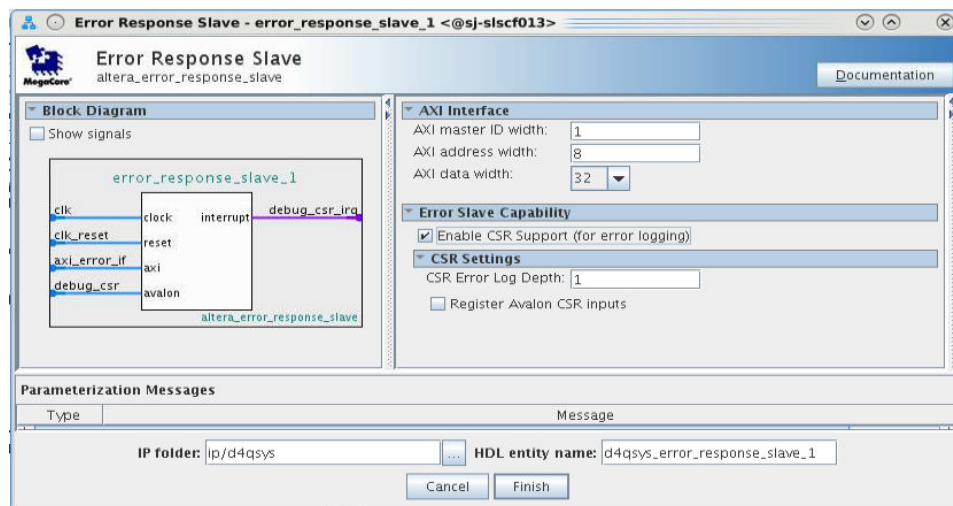 Error Response Slave - error_response_slave_1 <@sj-slscf013>
MegaCore®
Error Response Slave
altera_error_response_slave
Documentation
Block Diagram
Show signals
error_response_slave_1
clk
clock
interrupt
debug_csr_irq
clk_reset
reset
axi_error_if
axi
debug_csr
avalon
altera_error_response_slave
AXI Interface
AXI master ID width: 1
AXI address width: 8
AXI data width: 32
Error Slave Capability
Enable CSR Support (for error logging)
CSR Settings
CSR Error Log Depth: 1
Register Avalon CSR inputs
Parameterization Messages
Type Message
IP folder: ip/d4qsys ... HDL entity name: d4qsys_error_response_slave_1
Cancel Finish